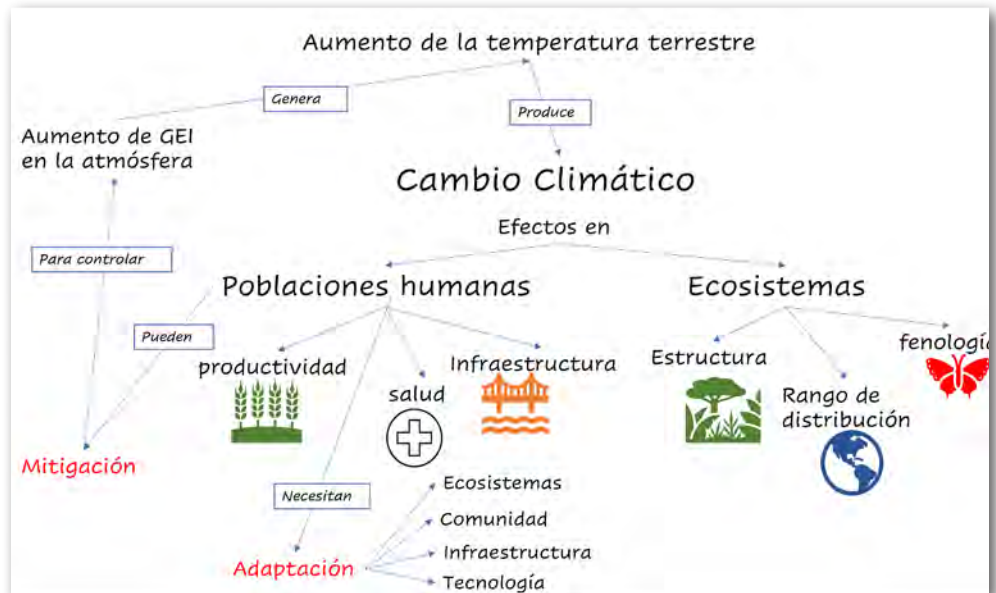 Aumento de la temperatura terrestre
Genera
Produce
Aumento de GEI
en la atmósfera
Cambio Climático
Efectos en
Para controlar
Poblaciones humanas
Ecosistemas
Pueden
productividad
salud
Infraestructura
Estructura
Rango de
distribución
fenología
Mitigación
Necesitan
Ecosistemas
Comunidad
Infraestructura
Tecnología
Adaptación